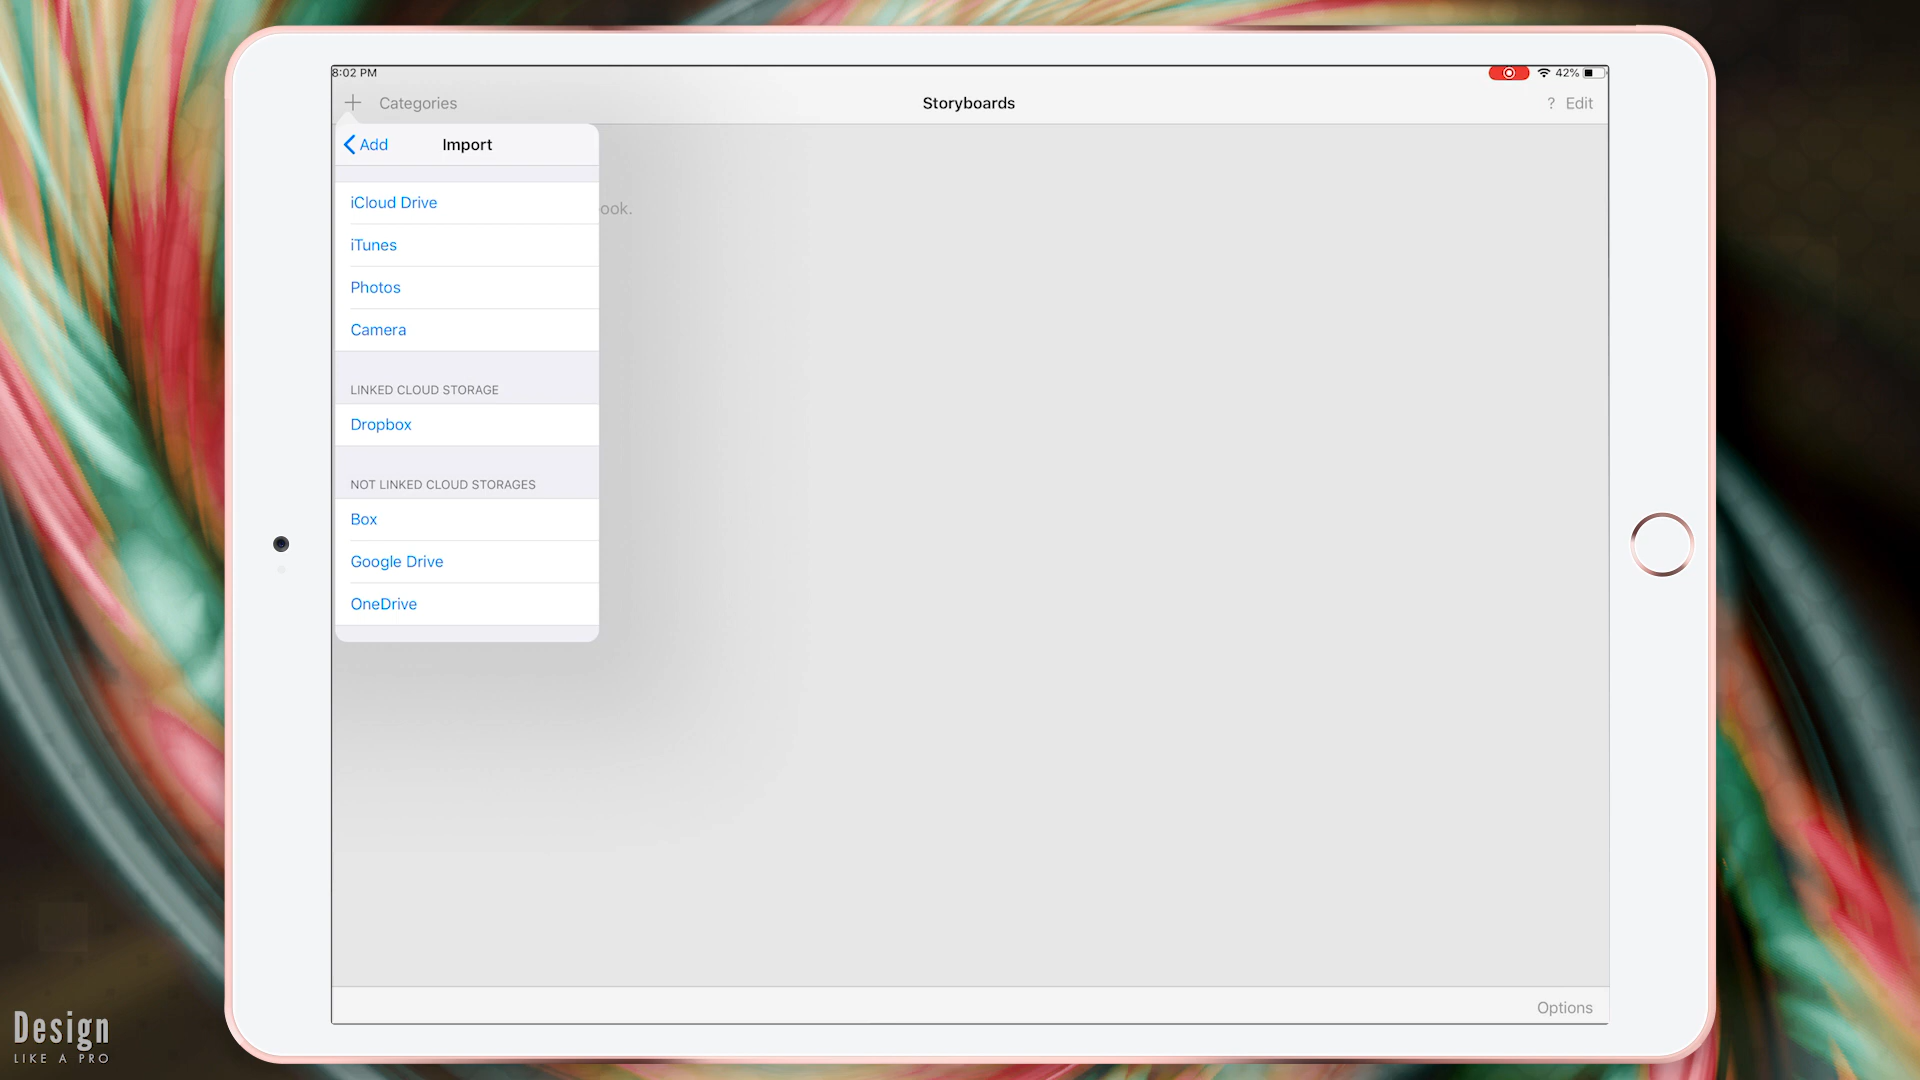 8:02 PM
42%
Categories
Storyboards
? Edit
Add
Import
iCloud Drive
ook.
iTunes
Photos
Camera
LINKED CLOUD STORAGE
Dropbox
NOT LINKED CLOUD STORAGES
Box
Google Drive
OneDrive
Options
Design
LIKE A PRO